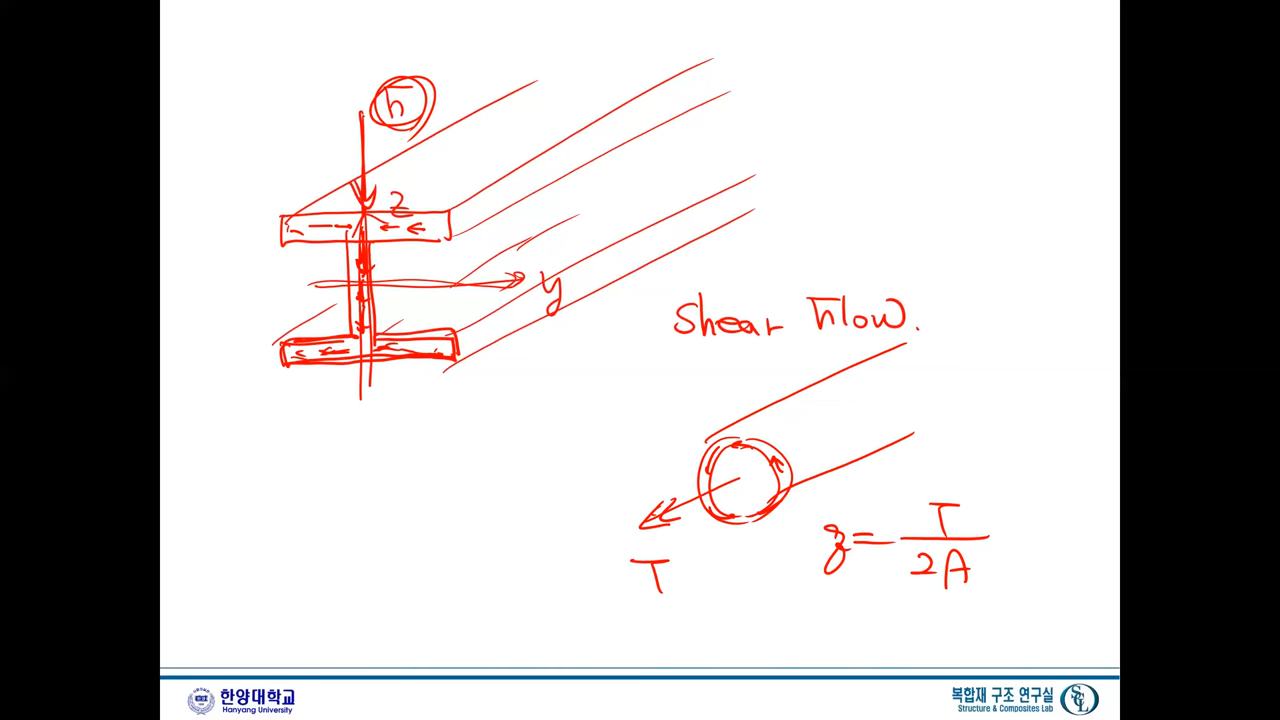 F
z
y
shear flow.
T
q = T / 2A
한양대학교
Hanyang University
복합재 구조 연구실
Structure & Composites Lab